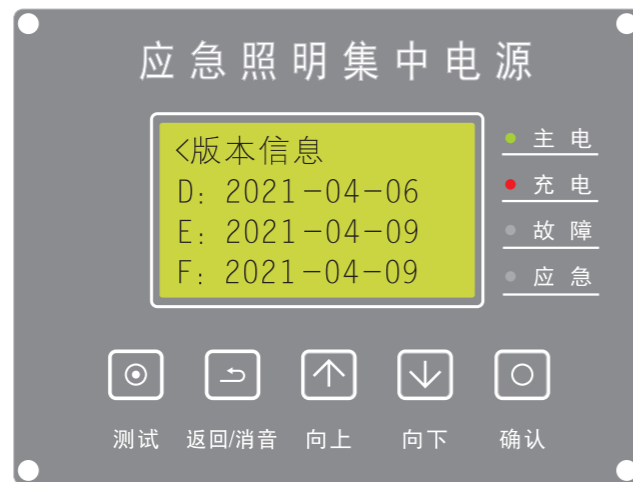 应急照明集中电源
<版本信息
D: 2021-04-06
E: 2021-04-09
F: 2021-04-09
主电
充电
故障
应急
测试 返回/消音 向上 向下 确认